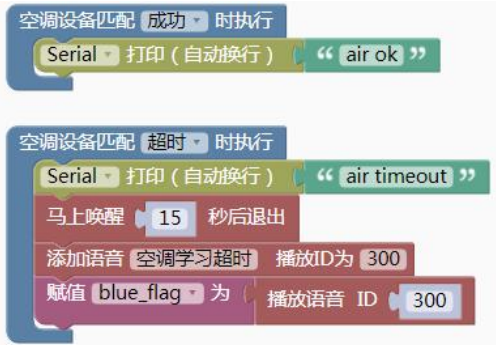 空调设备匹配 成功 时执行
Serial 打印（自动换行） “ air ok ”
空调设备匹配 超时 时执行
Serial 打印（自动换行） “ air timeout ”
马上唤醒 15 秒后退出
添加语音 空调学习超时 播放ID为 300
赋值 blue_flag 为 播放语音 ID 300